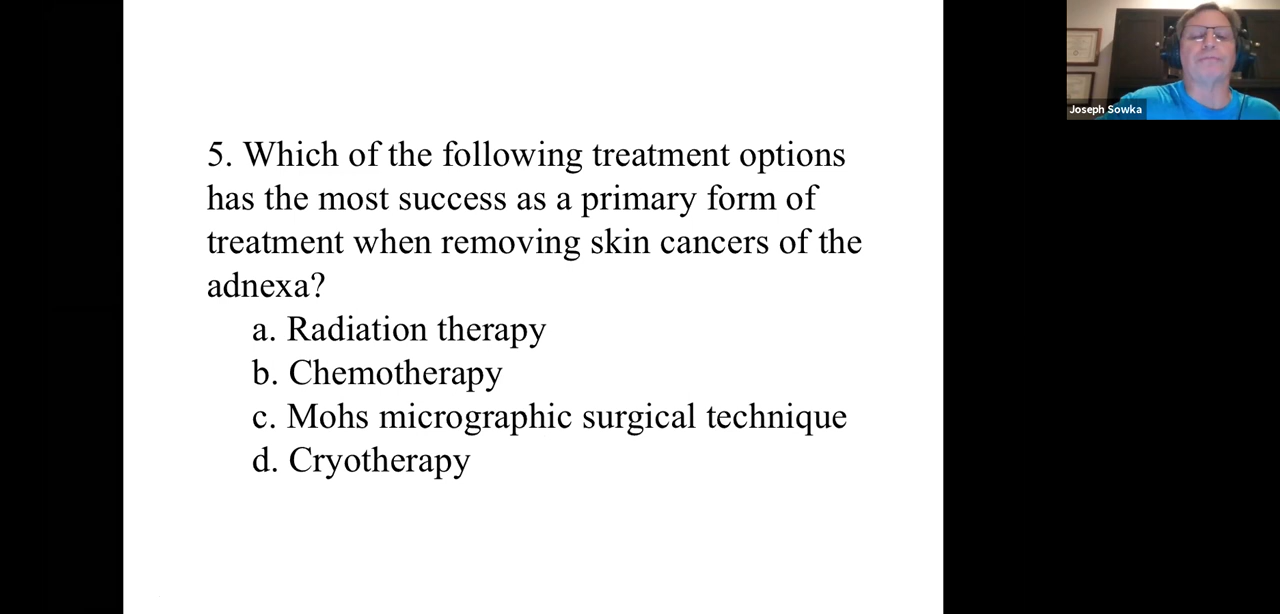 5. Which of the following treatment options
has the most success as a primary form of
treatment when removing skin cancers of the
adnexa?
a. Radiation therapy
b. Chemotherapy
c. Mohs micrographic surgical technique
d. Cryotherapy
Joseph Sowka